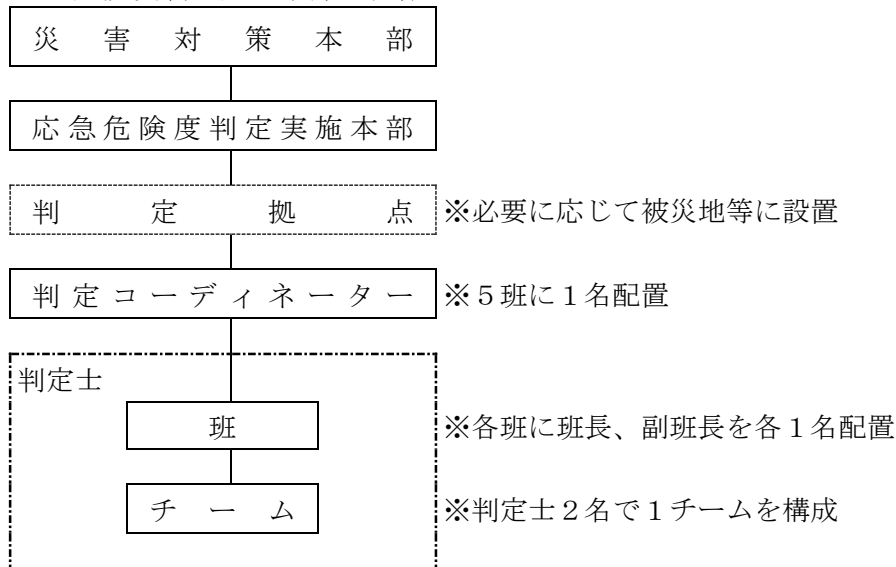 災害対策本部
応急危険度判定実施本部
判定拠点 ※必要に応じて被災地等に設置
判定コーディネーター ※５班に１名配置
判定士
班 ※各班に班長、副班長を各１名配置
チーム ※判定士２名で１チームを構成